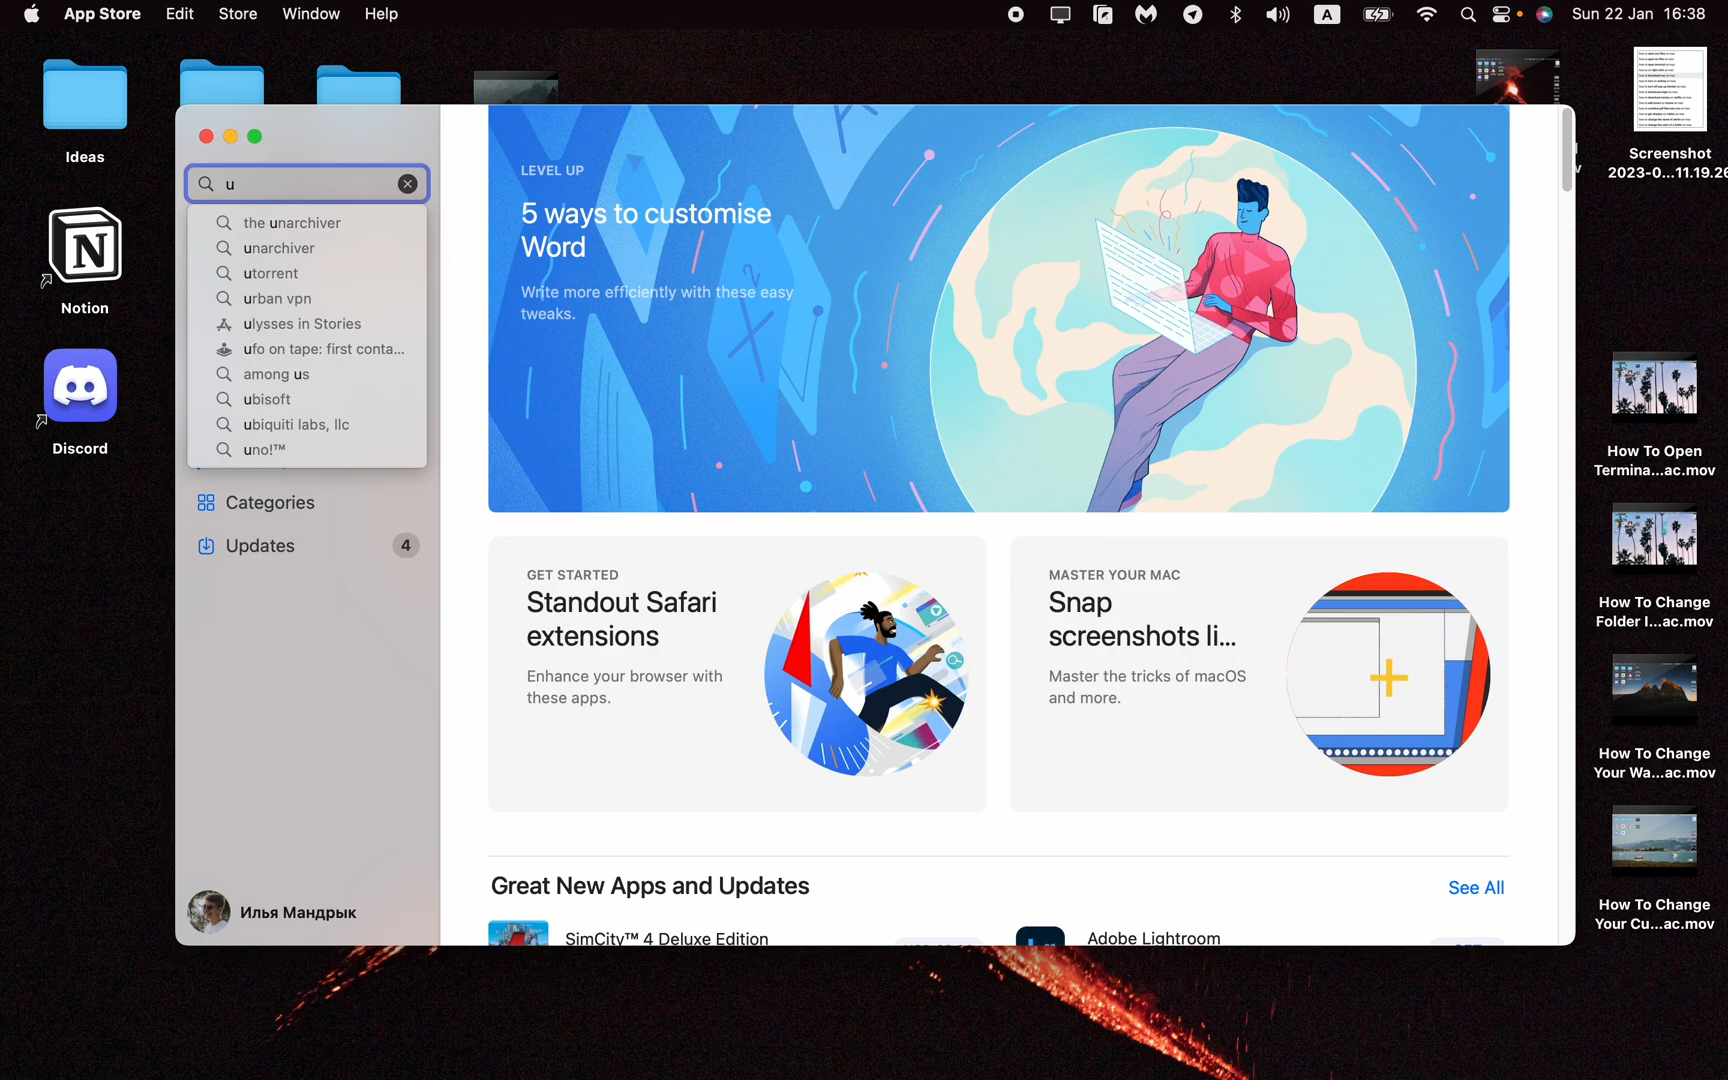 App Store Edit Store Window Help
A
Sun 22 Jan 16:38
Ideas
Notion
Discord
u
the unarchiver
unarchiver
utorrent
urban vpn
ulysses in Stories
ufo on tape: first conta...
among us
ubisoft
ubiquiti labs, llc
uno!™
Categories
Updates 4
Илья Мандрык
LEVEL UP
5 ways to customise
Word
Write more efficiently with these easy
tweaks.
GET STARTED
Standout Safari
extensions
Enhance your browser with
these apps.
MASTER YOUR MAC
Snap
screenshots li...
Master the tricks of macOS
and more.
Great New Apps and Updates
See All
SimCity™ 4 Deluxe Edition
Adobe Lightroom
Screenshot
2023-0...11.19.26
How To Open
Termina...ac.mov
How To Change
Folder I...ac.mov
How To Change
Your Wa...ac.mov
How To Change
Your Cu...ac.mov